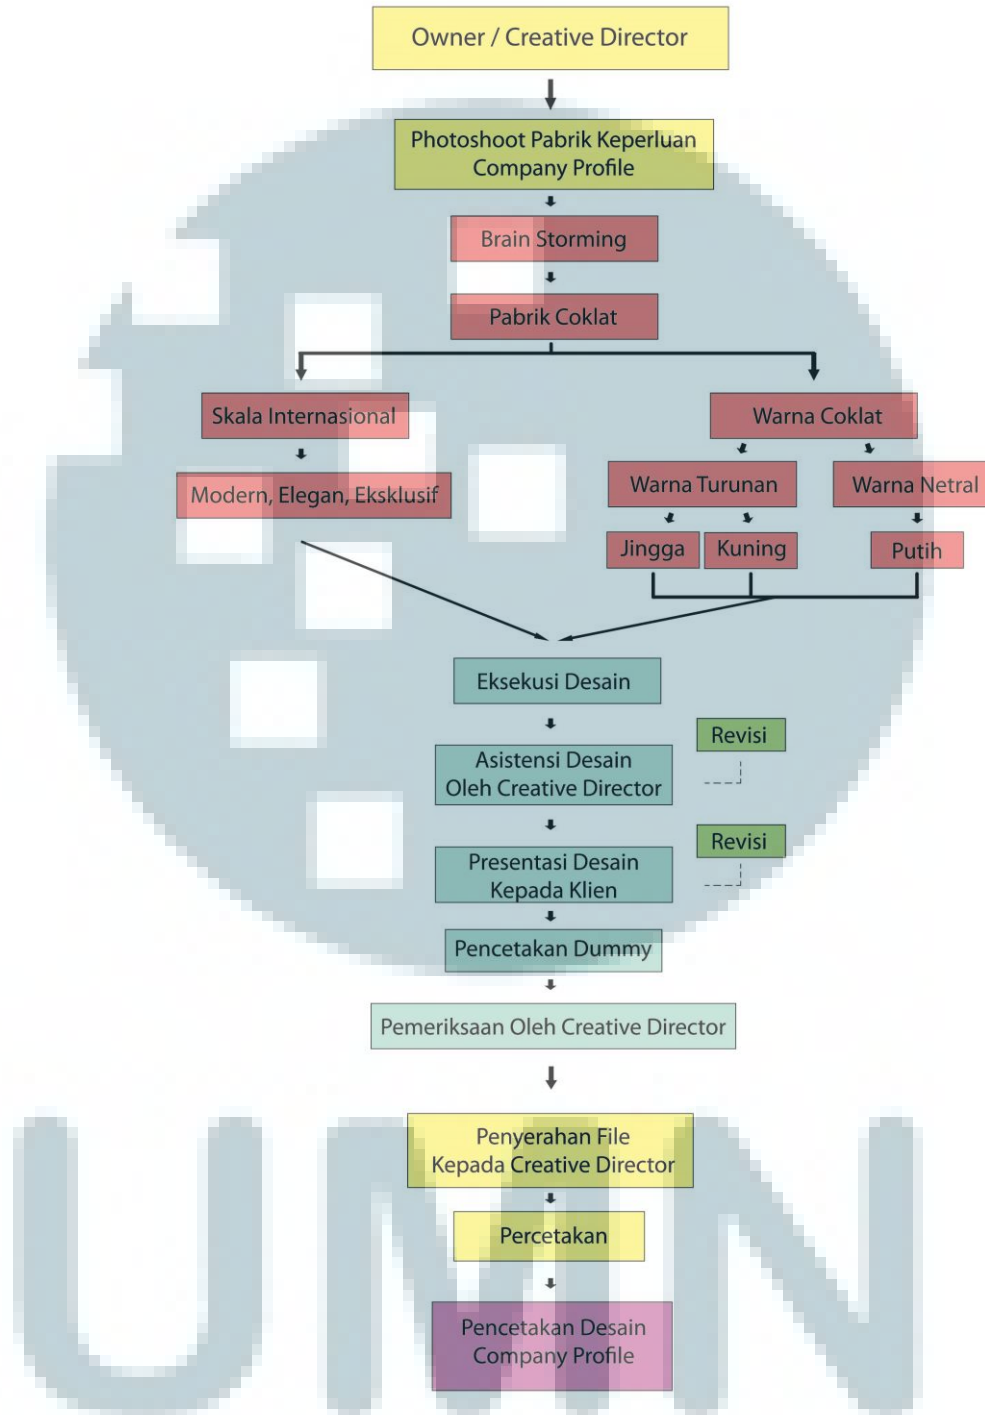 Owner / Creative Director
Photoshoot Pabrik Keperluan
Company Profile
Brain Storming
Pabrik Coklat
Skala Internasional
Warna Coklat
Modern, Elegan, Eksklusif
Warna Turunan
Warna Netral
Jingga
Kuning
Putih
Eksekusi Desain
Revisi
Asistensi Desain
Oleh Creative Director
Revisi
Presentasi Desain
Kepada Klien
Pencetakan Dummy
Pemeriksaan Oleh Creative Director
Penyerahan File
Kepada Creative Director
Percetakan
Pencetakan Desain
Company Profile
UMN